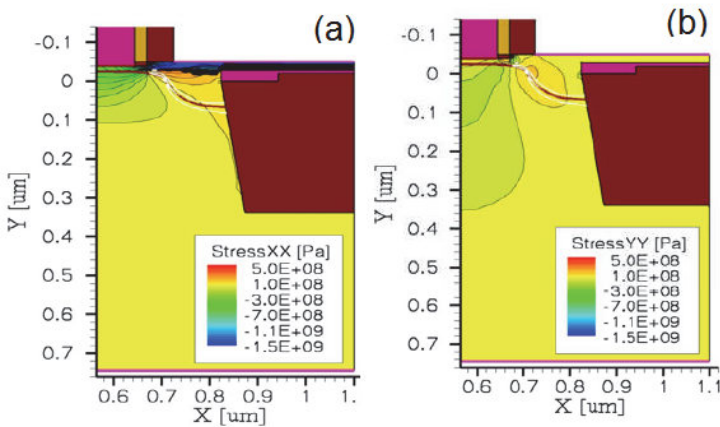 (a)
-0.1
0
0.1
0.2
0.3
0.4
0.5
0.6
0.7
Y [um]
StressXX [Pa]
5.0E+08
1.0E+08
-3.0E+08
-7.0E+08
-1.1E+09
-1.5E+09
0.6 0.7 0.8 0.9 1 1.
X [um]
(b)
-0.1
0
0.1
0.2
0.3
0.4
0.5
0.6
0.7
Y [um]
StressYY [Pa]
5.0E+08
1.0E+08
-3.0E+08
-7.0E+08
-1.1E+09
-1.5E+09
0.6 0.7 0.8 0.9 1 1.1
X [um]